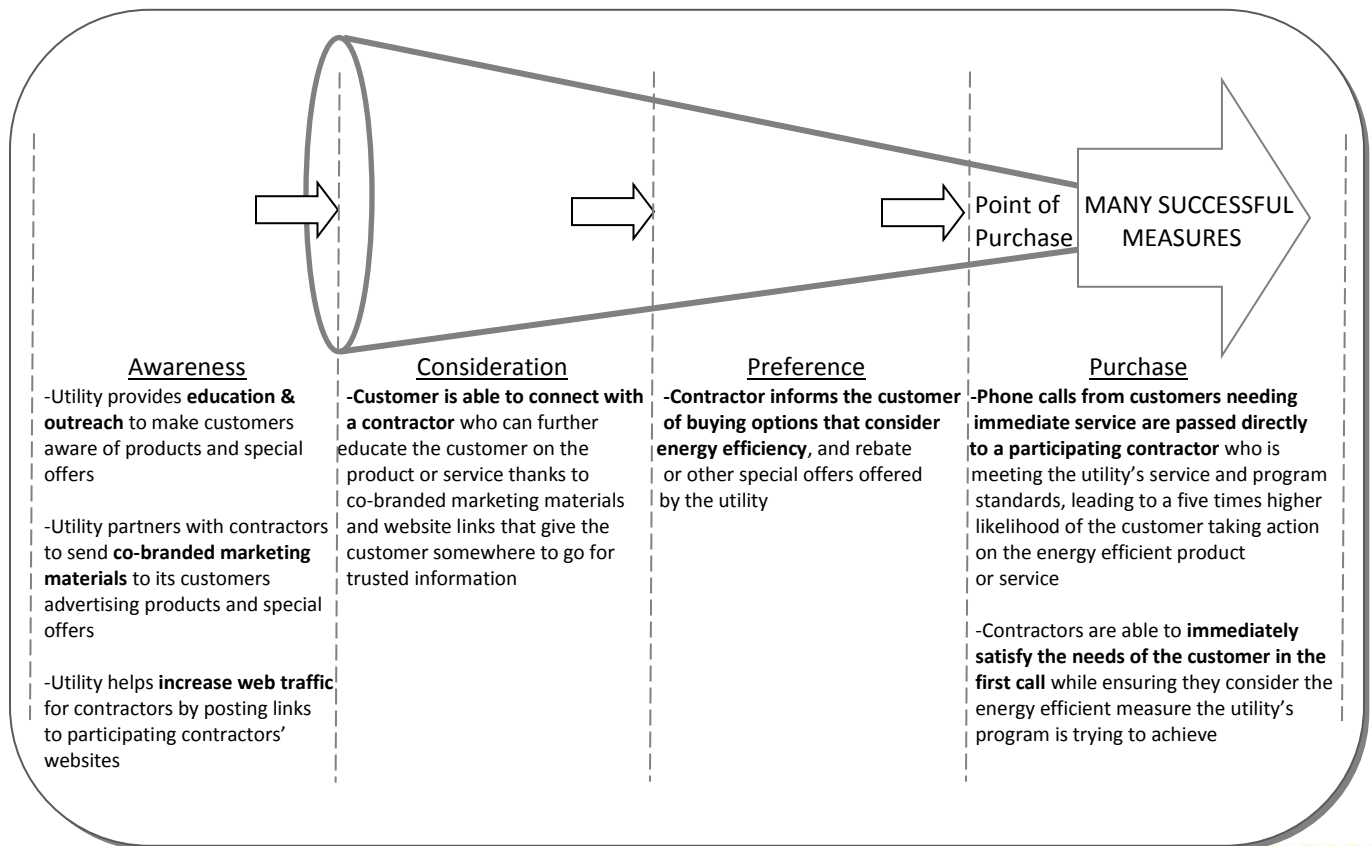 Point of
Purchase
MANY SUCCESSFUL
MEASURES
Awareness
-Utility provides education &
outreach to make customers
aware of products and special
offers
-Utility partners with contractors
to send co-branded marketing
materials to its customers
advertising products and special
offers
-Utility helps increase web traffic
for contractors by posting links
to participating contractors’
websites
Consideration
-Customer is able to connect with
a contractor who can further
educate the customer on the
product or service thanks to
co-branded marketing materials
and website links that give the
customer somewhere to go for
trusted information
Preference
-Contractor informs the customer
of buying options that consider
energy efficiency, and rebate
or other special offers offered
by the utility
Purchase
-Phone calls from customers needing
immediate service are passed directly
to a participating contractor who is
meeting the utility’s service and program
standards, leading to a five times higher
likelihood of the customer taking action
on the energy efficient product
or service
-Contractors are able to immediately
satisfy the needs of the customer in the
first call while ensuring they consider the
energy efficient measure the utility’s
program is trying to achieve